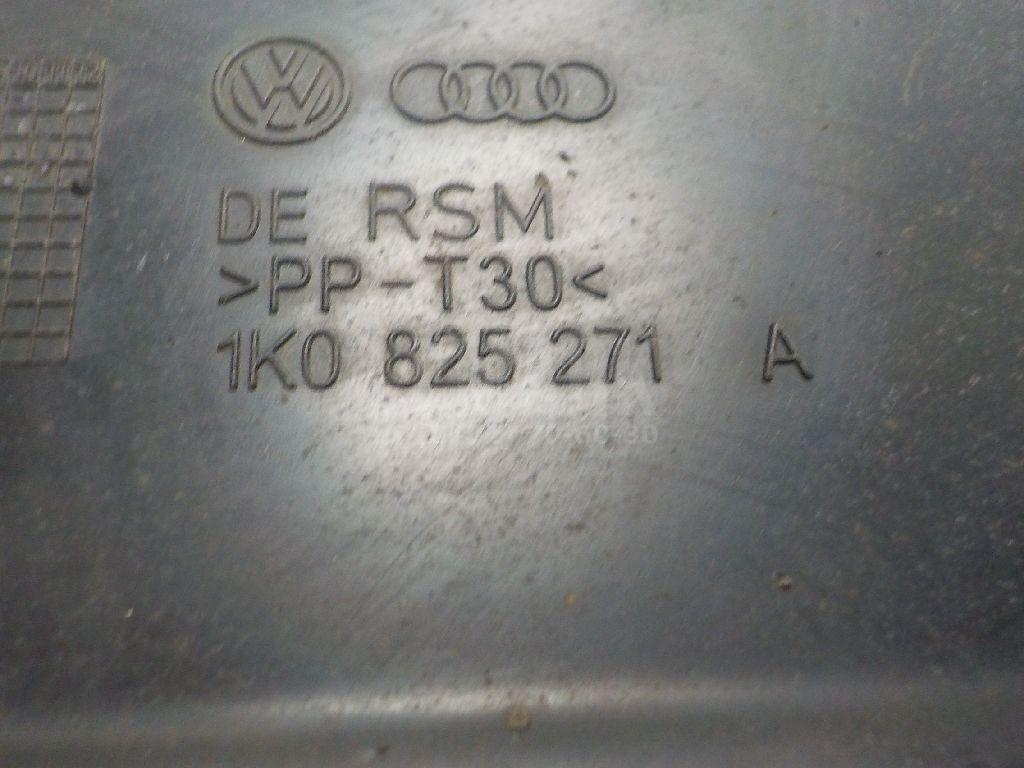 DE RSM
>PP-T30<
1K0 825 271 A